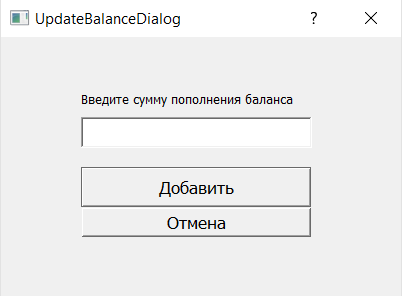 UpdateBalanceDialog
Введите сумму пополнения баланса
Добавить
Отмена